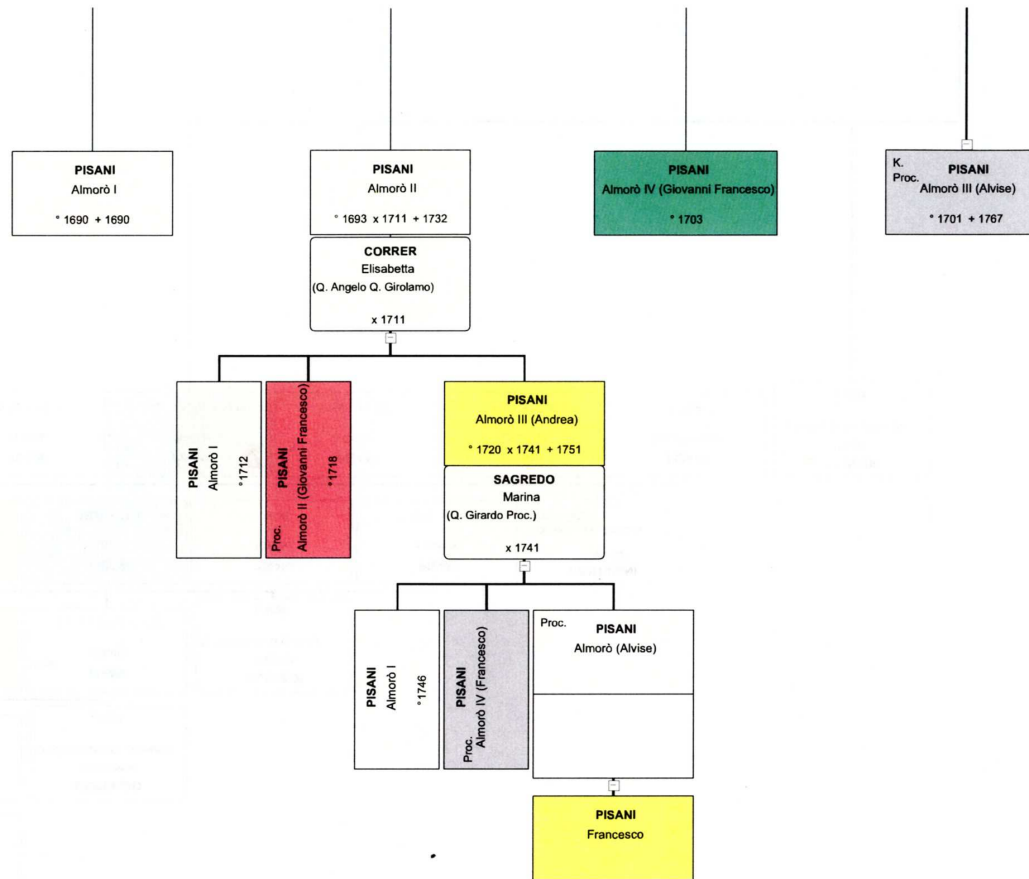 PISANI
Almorò I
° 1690 + 1690
PISANI
Almorò II
° 1693 x 1711 + 1732
CORRER
Elisabetta
(Q. Angelo Q. Girolamo)
x 1711
PISANI
Almorò IV (Giovanni Francesco)
° 1703
K.
Proc.
PISANI
Almorò III (Alvise)
° 1701 + 1767
PISANI
Almorò I
°1712
Proc.
PISANI
Almorò II (Giovanni Francesco)
°1718
PISANI
Almorò III (Andrea)
° 1720 x 1741 + 1751
SAGREDO
Marina
(Q. Girardo Proc.)
x 1741
PISANI
Almorò I
°1746
PISANI
Proc.
Almorò IV (Francesco)
Proc.
PISANI
Almorò (Alvise)
PISANI
Francesco